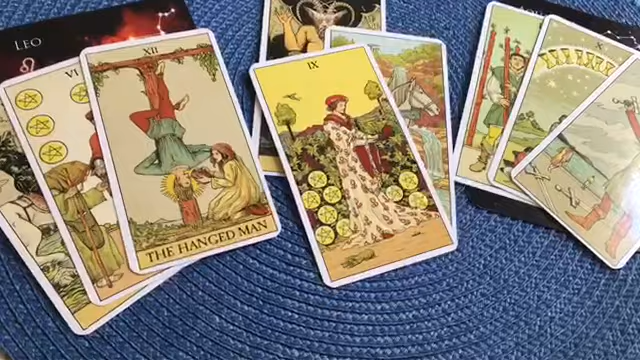 LEO
VI
XII
THE HANGED MAN
IX
X